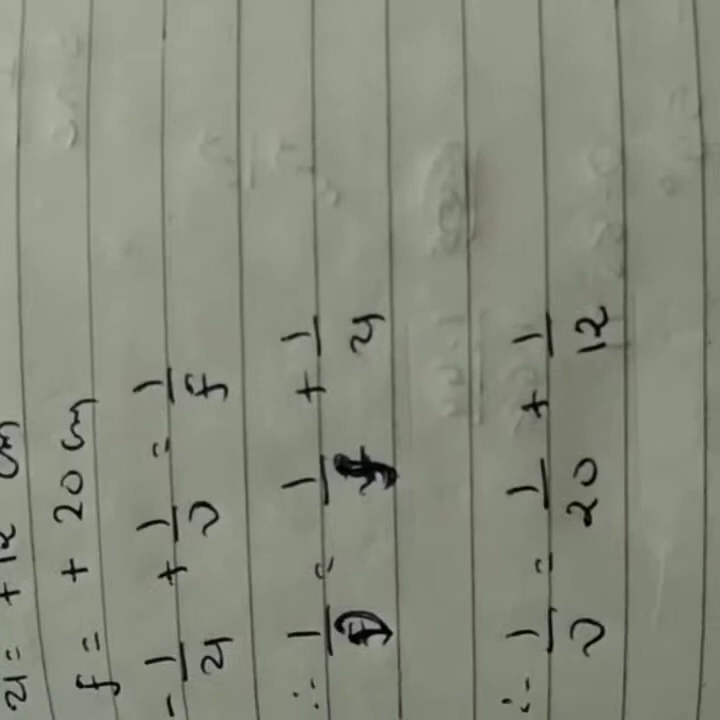 u = + 12 cm
f = + 20 cm
- 1/u + 1/v = 1/f
∴ 1/v = 1/f + 1/u
∴ 1/v = 1/20 + 1/12